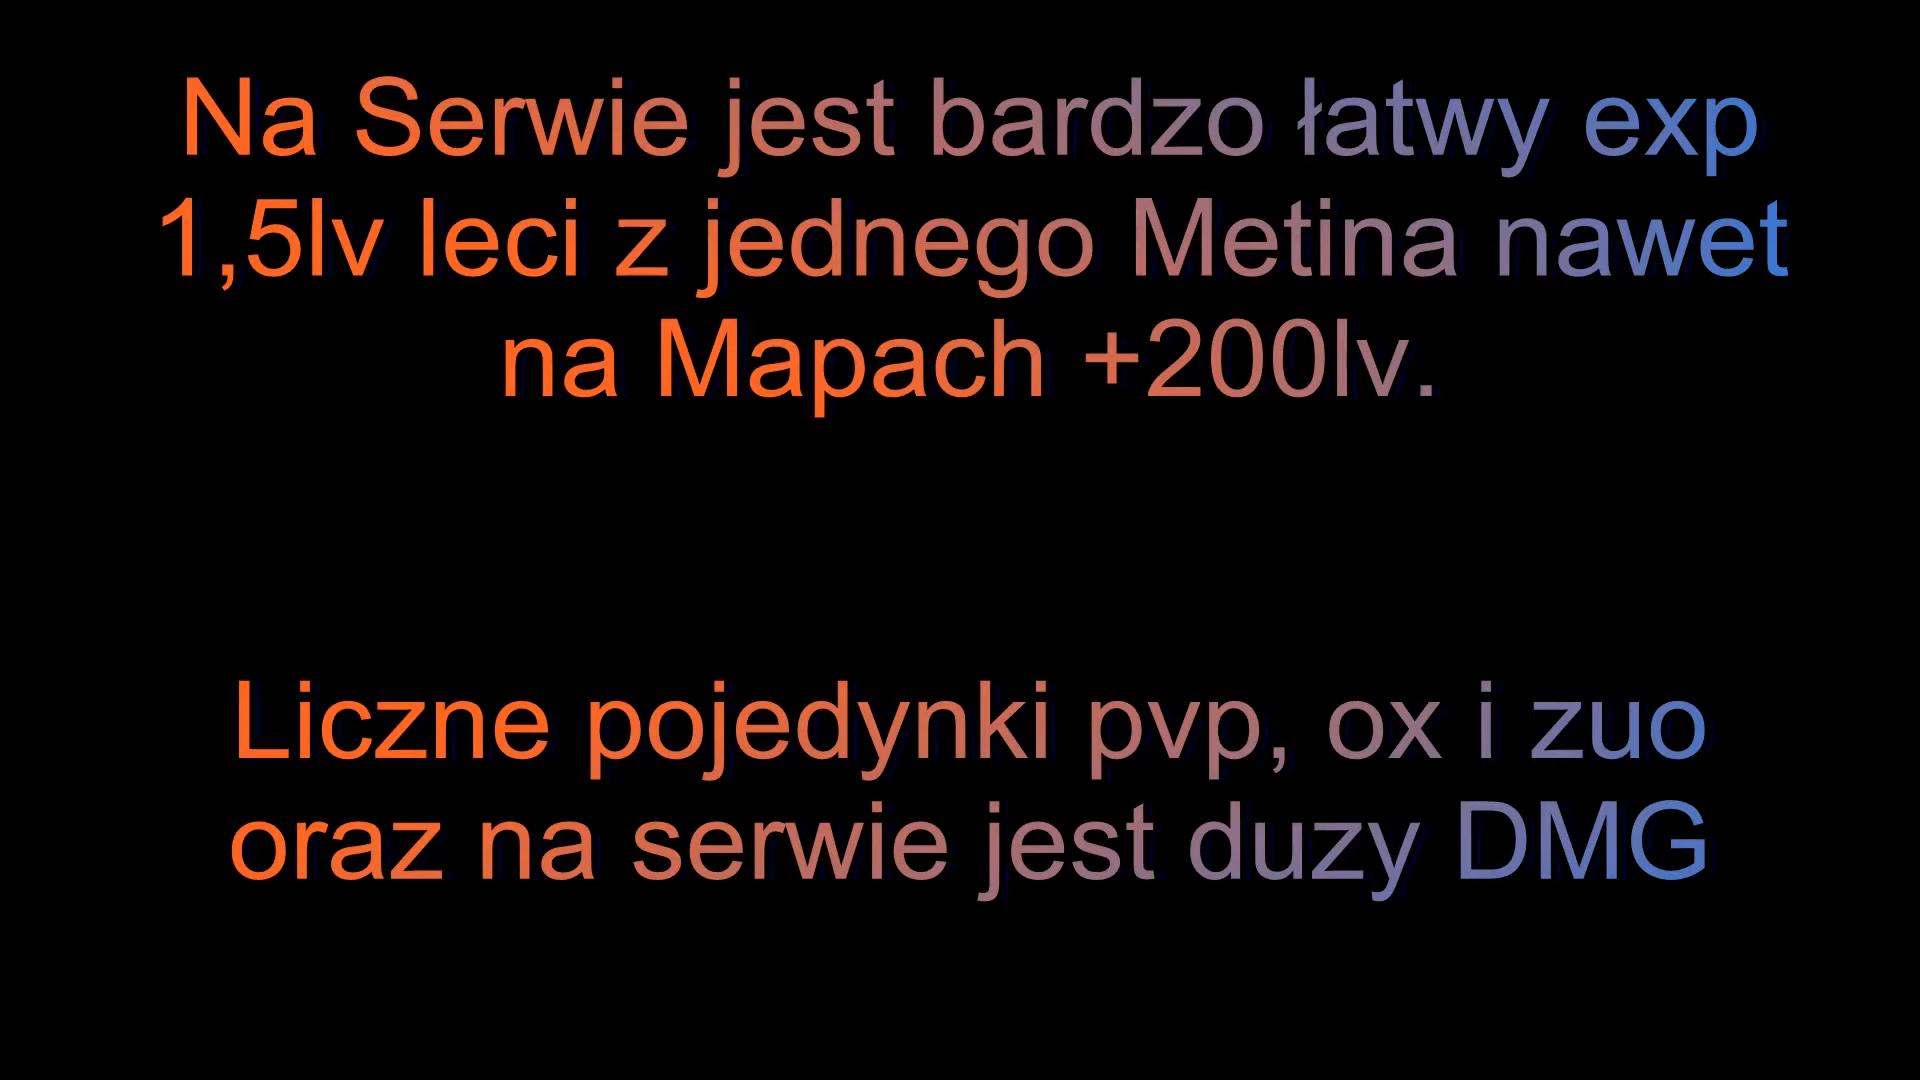 Na Serwie jest bardzo łatwy exp
1,5lv leci z jednego Metina nawet
na Mapach +200lv.
Liczne pojedynki pvp, ox i zuo
oraz na serwie jest duzy DMG